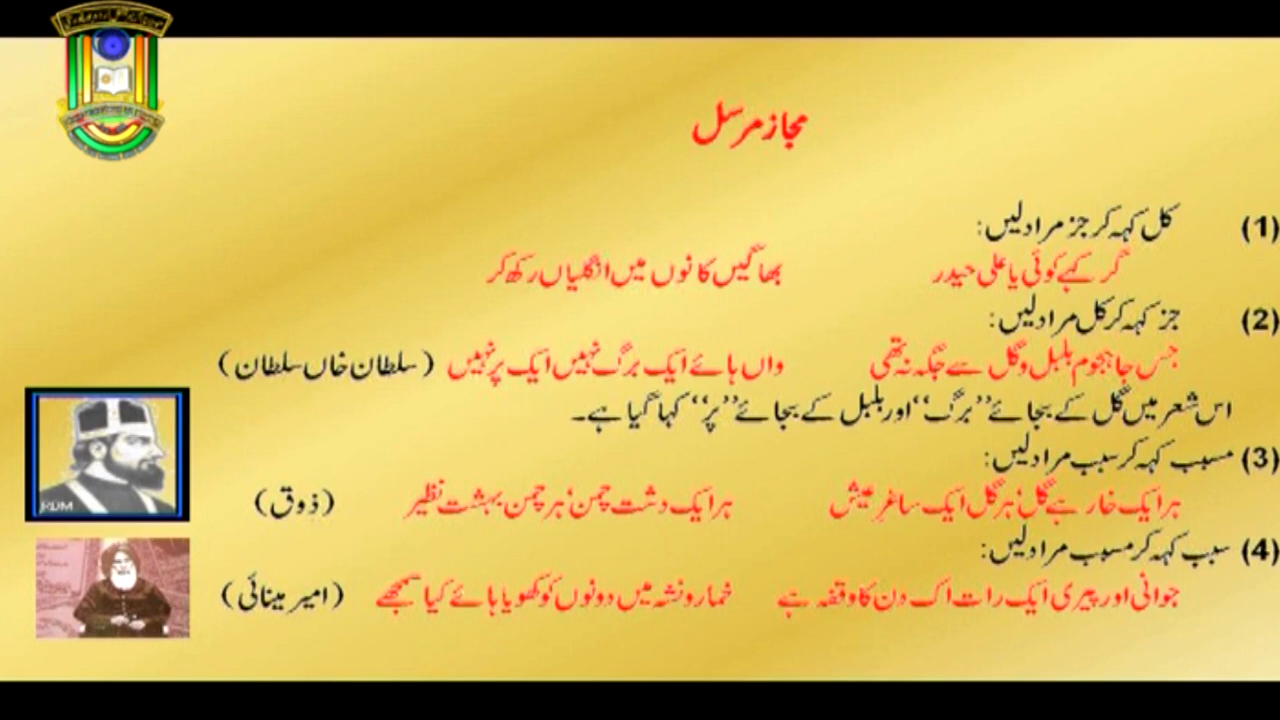 مجاز مرسل
(1) کل کہہ کر جز مراد لیں:
گر کہے کوئی یا علی حیدر بھاگیں کانوں میں انگلیاں رکھ کر
(2) جز کہہ کر کل مراد لیں:
جس جا ہجوم بلبل و گل سے جگہ نہ تھی واں ہائے ایک برگ نہیں ایک پر نہیں (سلطان خاں سلطان)
اس شعر میں گل کے بجائے ’’برگ‘‘ اور بلبل کے بجائے ’’پر‘‘ کہا گیا ہے۔
(3) مسبب کہہ کر سبب مراد لیں:
ہر ایک خار ہے گل، ہر گل ایک ساغر عیش ہر ایک دشت چمن، ہر چمن بہشت نظیر (ذوق)
(4) سبب کہہ کر مسبب مراد لیں:
جوانی اور پیری ایک رات اک دن کا وقفہ ہے خمار و نشہ میں دونوں کو کھویا ہائے کیا سمجھے (امیر مینائی)
JRDM